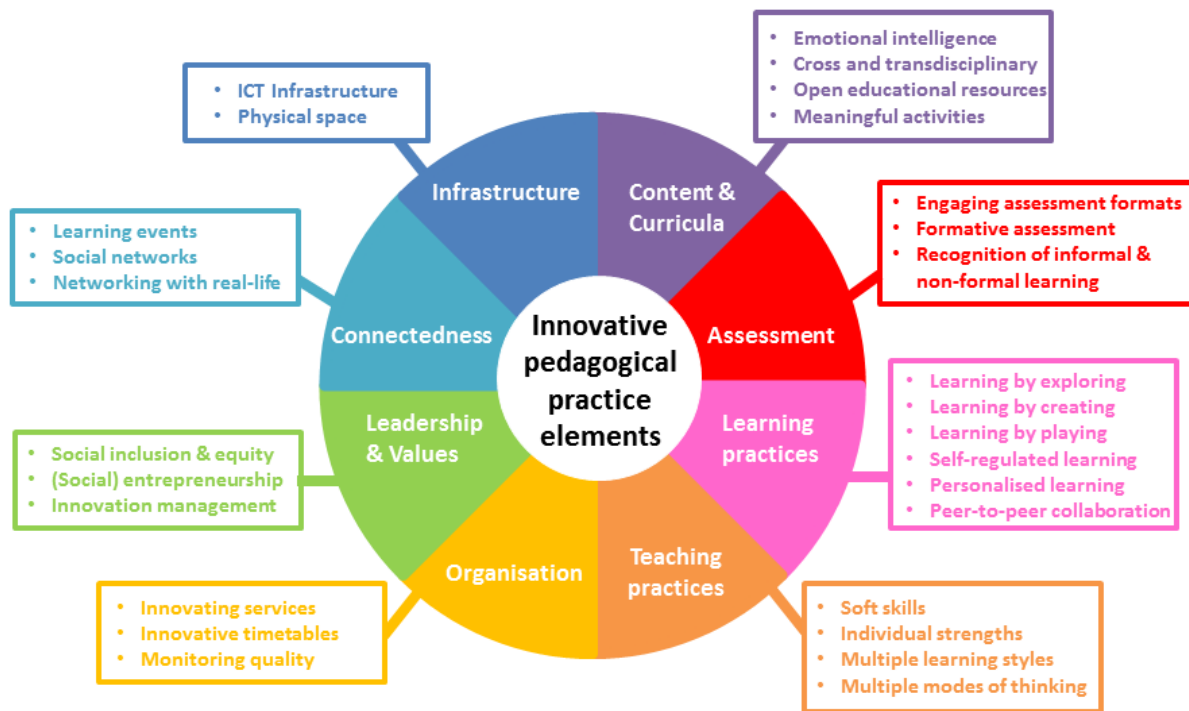 Innovative
pedagogical
practice
elements
Infrastructure
• ICT Infrastructure
• Physical space
Content &
Curricula
• Emotional intelligence
• Cross and transdisciplinary
• Open educational resources
• Meaningful activities
Assessment
• Engaging assessment formats
• Formative assessment
• Recognition of informal &
non-formal learning
Learning
practices
• Learning by exploring
• Learning by creating
• Learning by playing
• Self-regulated learning
• Personalised learning
• Peer-to-peer collaboration
Teaching
practices
• Soft skills
• Individual strengths
• Multiple learning styles
• Multiple modes of thinking
Organisation
• Innovating services
• Innovative timetables
• Monitoring quality
Leadership
& Values
• Social inclusion & equity
• (Social) entrepreneurship
• Innovation management
Connectedness
• Learning events
• Social networks
• Networking with real-life